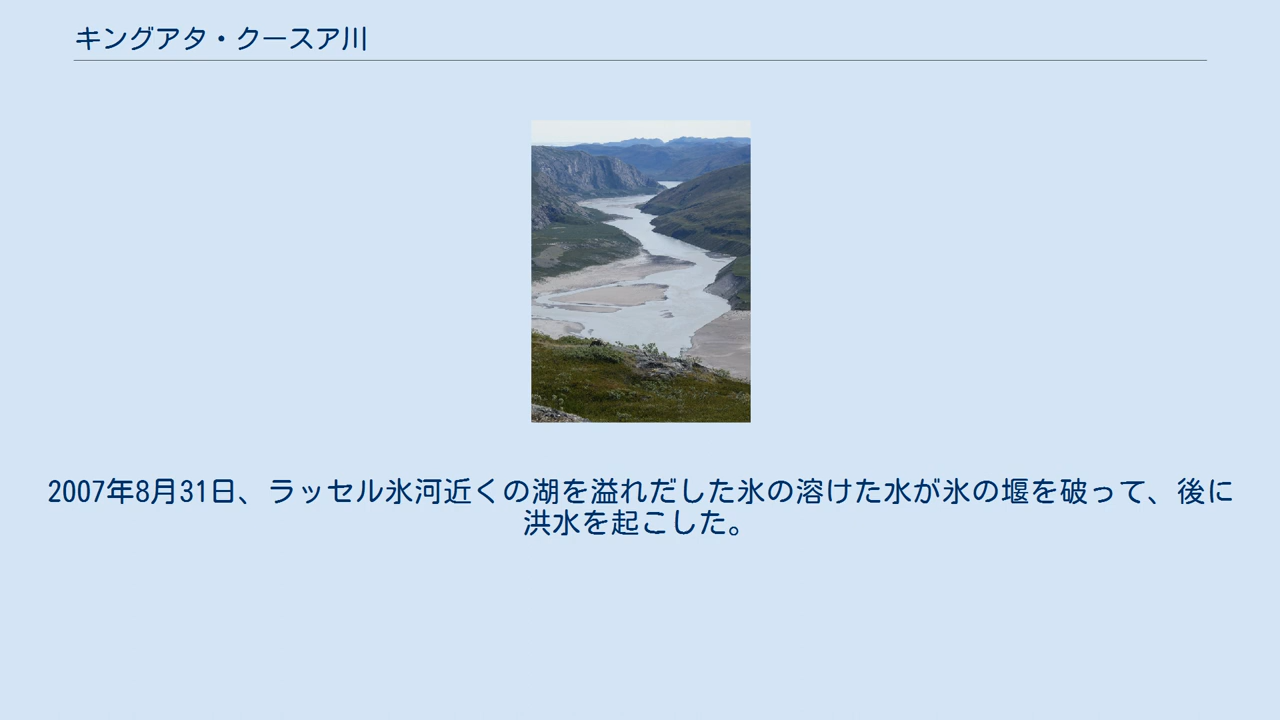 キングアタ・クースア川
2007年8月31日、ラッセル氷河近くの湖を溢れだした氷の溶けた水が氷の堰を破って、後に
洪水を起こした。